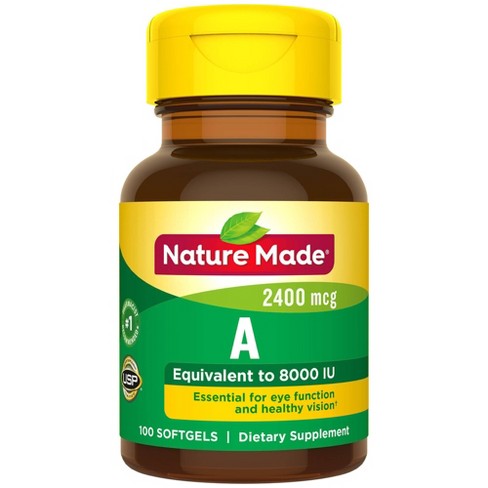 Nature Made®
2400 mcg
A
Equivalent to 8000 IU
Essential for eye function
and healthy vision†
#1
USP
100 SOFTGELS | Dietary Supplement